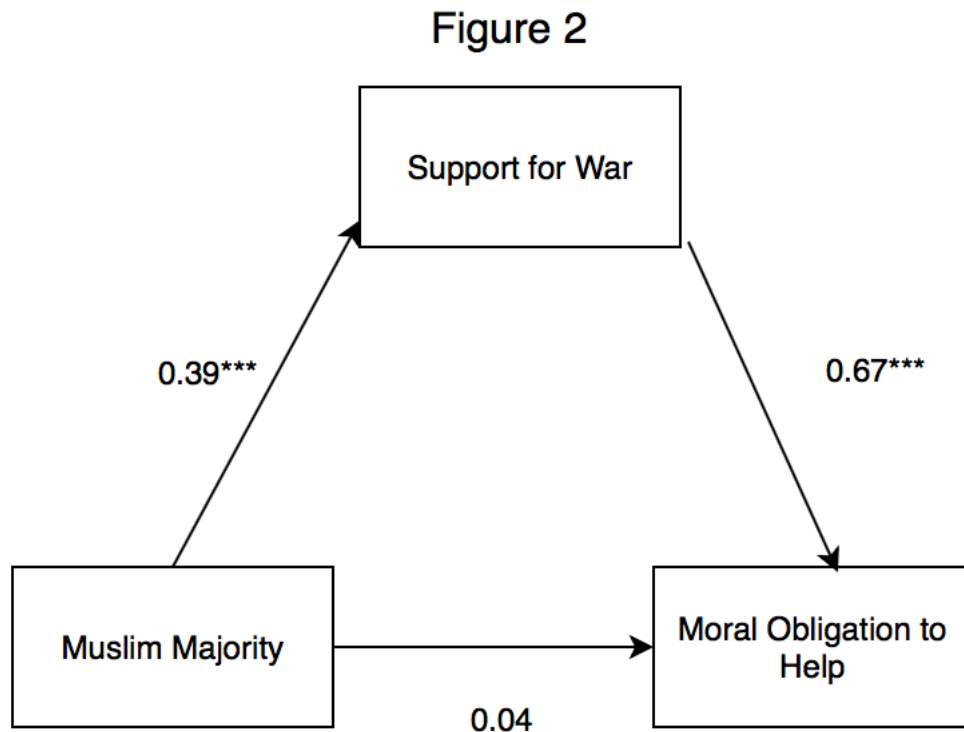 Figure 2
Support for War
0.39***
0.67***
Muslim Majority
Moral Obligation to
Help
0.04